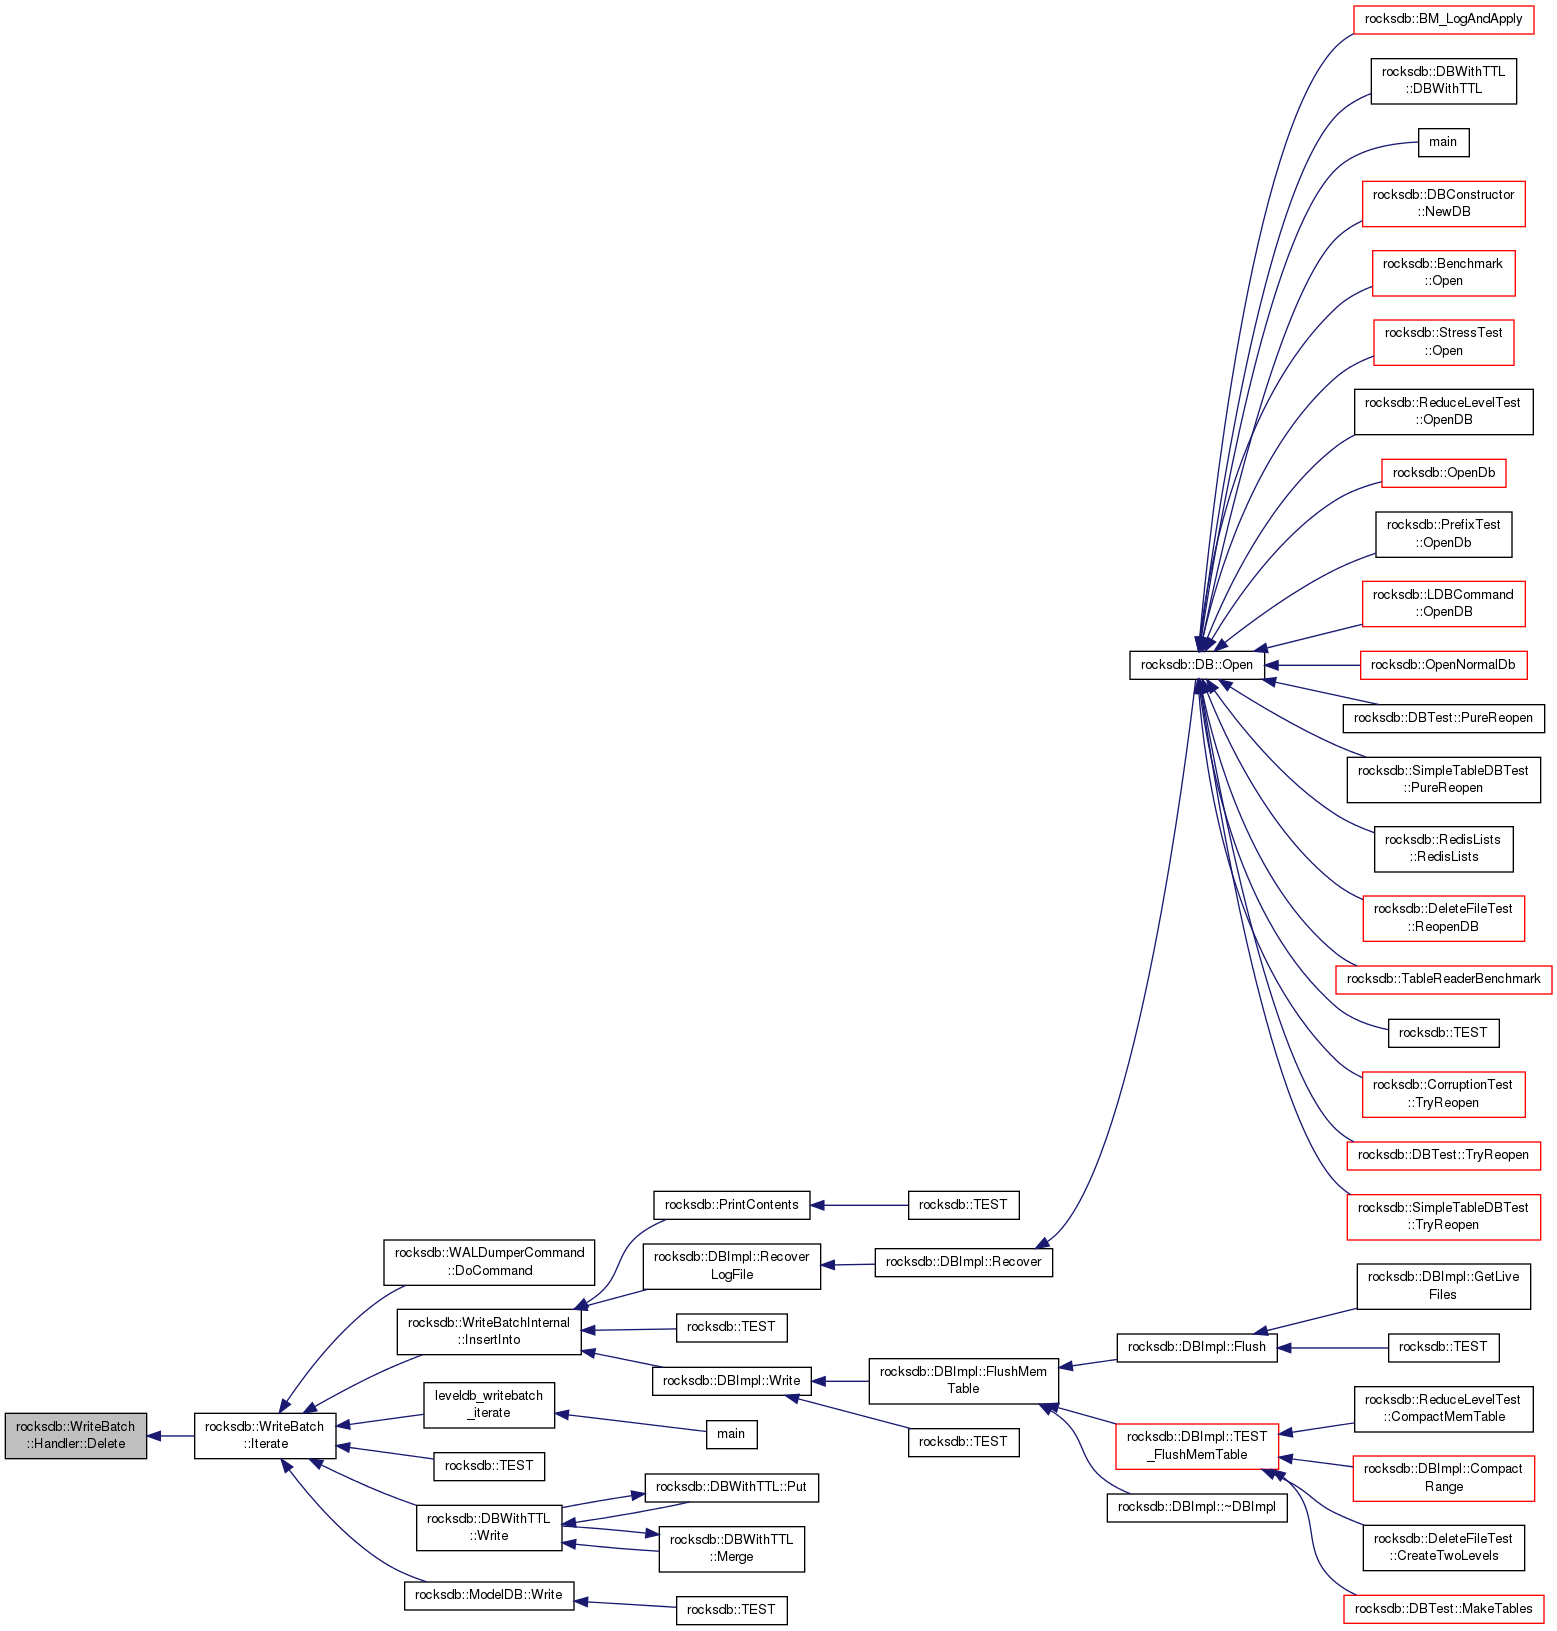 rocksdb::BM_LogAndApply
rocksdb::DBWithTTL
::DBWithTTL
main
rocksdb::DBConstructor
::NewDB
rocksdb::Benchmark
::Open
rocksdb::StressTest
::Open
rocksdb::ReduceLevelTest
::OpenDB
rocksdb::OpenDb
rocksdb::PrefixTest
::OpenDb
rocksdb::LDBCommand
::OpenDB
rocksdb::DB::Open
rocksdb::OpenNormalDb
rocksdb::DBTest::PureReopen
rocksdb::SimpleTableDBTest
::PureReopen
rocksdb::RedisLists
::RedisLists
rocksdb::DeleteFileTest
::ReopenDB
rocksdb::TableReaderBenchmark
rocksdb::TEST
rocksdb::CorruptionTest
::TryReopen
rocksdb::DBTest::TryReopen
rocksdb::SimpleTableDBTest
::TryReopen
rocksdb::PrintContents
rocksdb::TEST
rocksdb::WALDumperCommand
::DoCommand
rocksdb::DBImpl::Recover
LogFile
rocksdb::DBImpl::Recover
rocksdb::DBImpl::GetLive
Files
rocksdb::WriteBatchInternal
::InsertInto
rocksdb::TEST
rocksdb::DBImpl::Flush
rocksdb::TEST
rocksdb::DBImpl::Write
rocksdb::DBImpl::FlushMem
Table
leveldb_writebatch
_iterate
rocksdb::ReduceLevelTest
::CompactMemTable
rocksdb::WriteBatch
::Handler::Delete
rocksdb::WriteBatch
::Iterate
main
rocksdb::TEST
rocksdb::DBImpl::TEST
_FlushMemTable
rocksdb::TEST
rocksdb::DBImpl::Compact
Range
rocksdb::DBWithTTL::Put
rocksdb::DBImpl::~DBImpl
rocksdb::DBWithTTL
::Write
rocksdb::DBWithTTL
::Merge
rocksdb::DeleteFileTest
::CreateTwoLevels
rocksdb::ModelDB::Write
rocksdb::TEST
rocksdb::DBTest::MakeTables